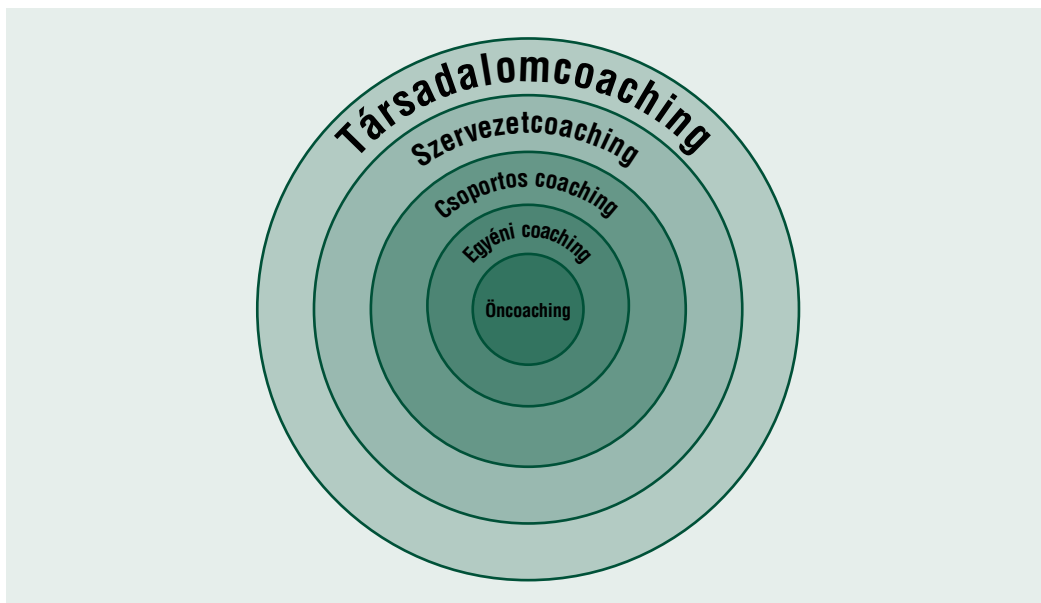 Társadalomcoaching
Szervezetcoaching
Csoportos coaching
Egyéni coaching
Öncoaching